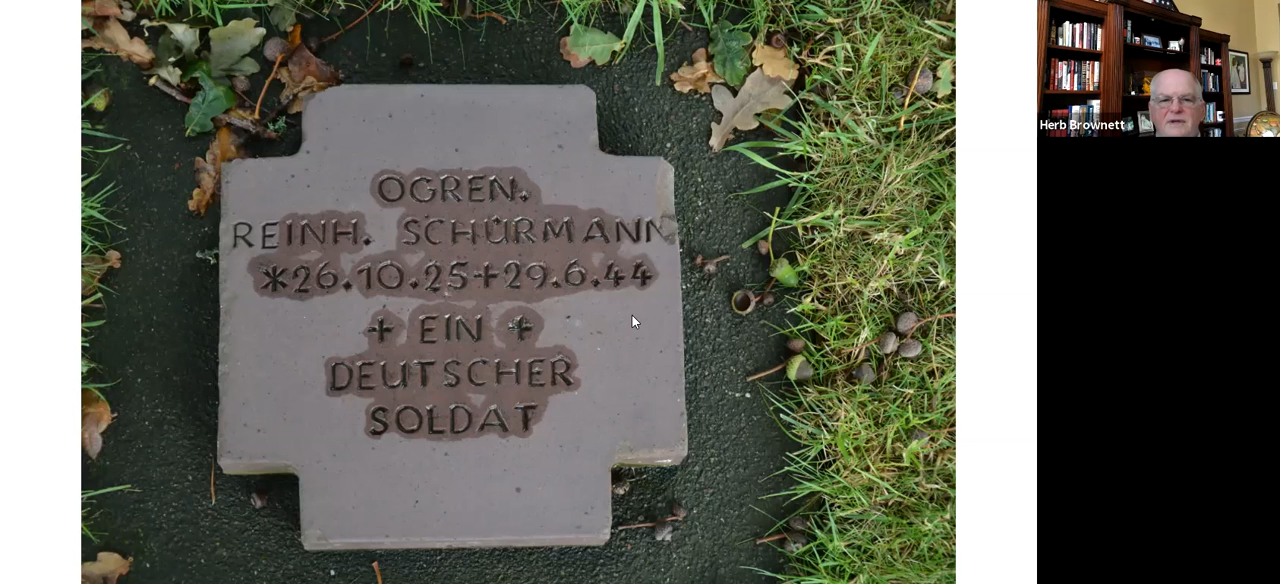 OGREN.
REINH. SCHÜRMANN
*26.10.25+29.6.44
+ EIN +
DEUTSCHER
SOLDAT
Herb Brownett